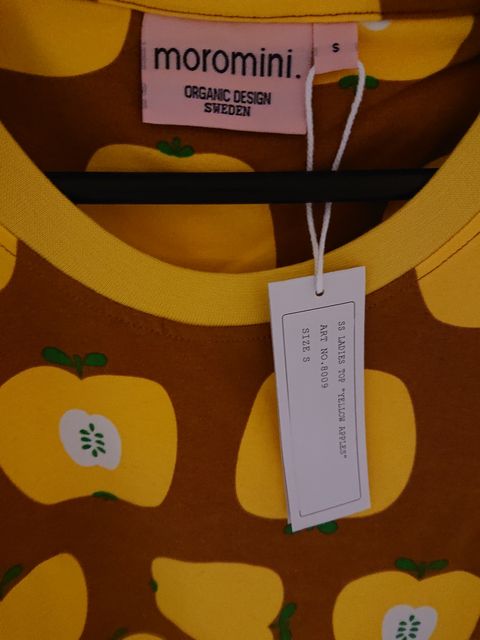 moromini.
S
ORGANIC DESIGN
SWEDEN
SS LADIES TOP "YELLOW APPLES"
ART NO.8009
SIZE S